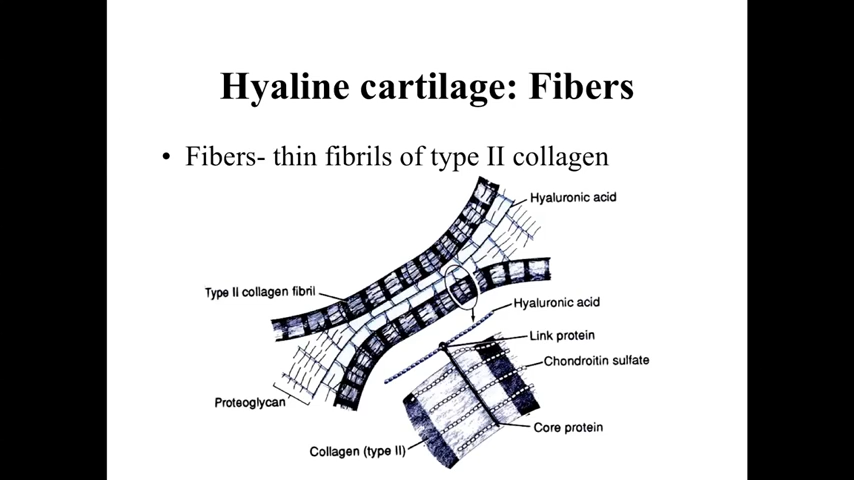 Hyaline cartilage: Fibers
• Fibers- thin fibrils of type II collagen
Hyaluronic acid
Type II collagen fibril
Hyaluronic acid
Link protein
Chondroitin sulfate
Proteoglycan
Core protein
Collagen (type II)